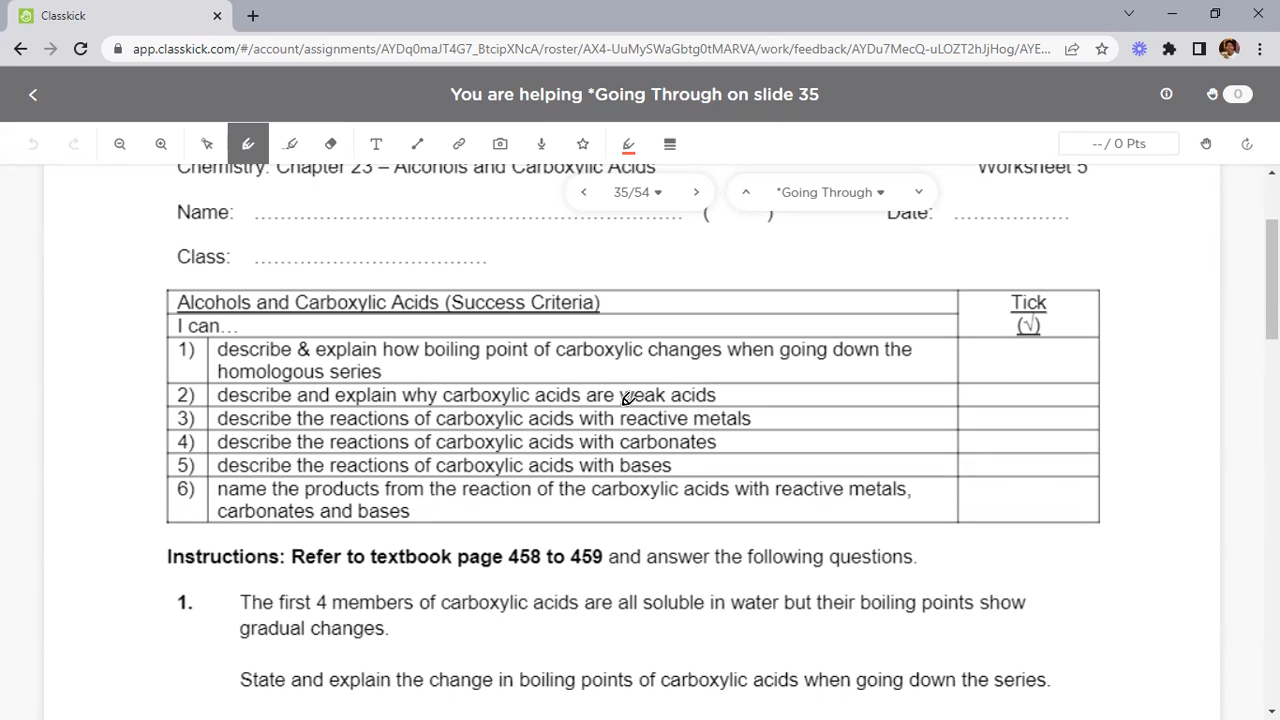 Classkick
app.classkick.com/#/account/assignments/AYDq0maJT4G7_BtcipXNcA/roster/AX4-UuMySWaGbtg0tMARVA/work/feedback/AYDu7MecQ-uLOZT2hJjHog/AYE...
You are helping *Going Through on slide 35
0
T
-- / 0 Pts
Chemistry: Chapter 23 – Alcohols and Carboxylic Acids Worksheet 5
35/54 *Going Through
Name: ................................................................ ( ) Date: ..................
Class: ...................................
Alcohols and Carboxylic Acids (Success Criteria) Tick
I can… (√)
1) describe & explain how boiling point of carboxylic changes when going down the
homologous series
2) describe and explain why carboxylic acids are weak acids
3) describe the reactions of carboxylic acids with reactive metals
4) describe the reactions of carboxylic acids with carbonates
5) describe the reactions of carboxylic acids with bases
6) name the products from the reaction of the carboxylic acids with reactive metals,
carbonates and bases
Instructions: Refer to textbook page 458 to 459 and answer the following questions.
1. The first 4 members of carboxylic acids are all soluble in water but their boiling points show
gradual changes.
State and explain the change in boiling points of carboxylic acids when going down the series.